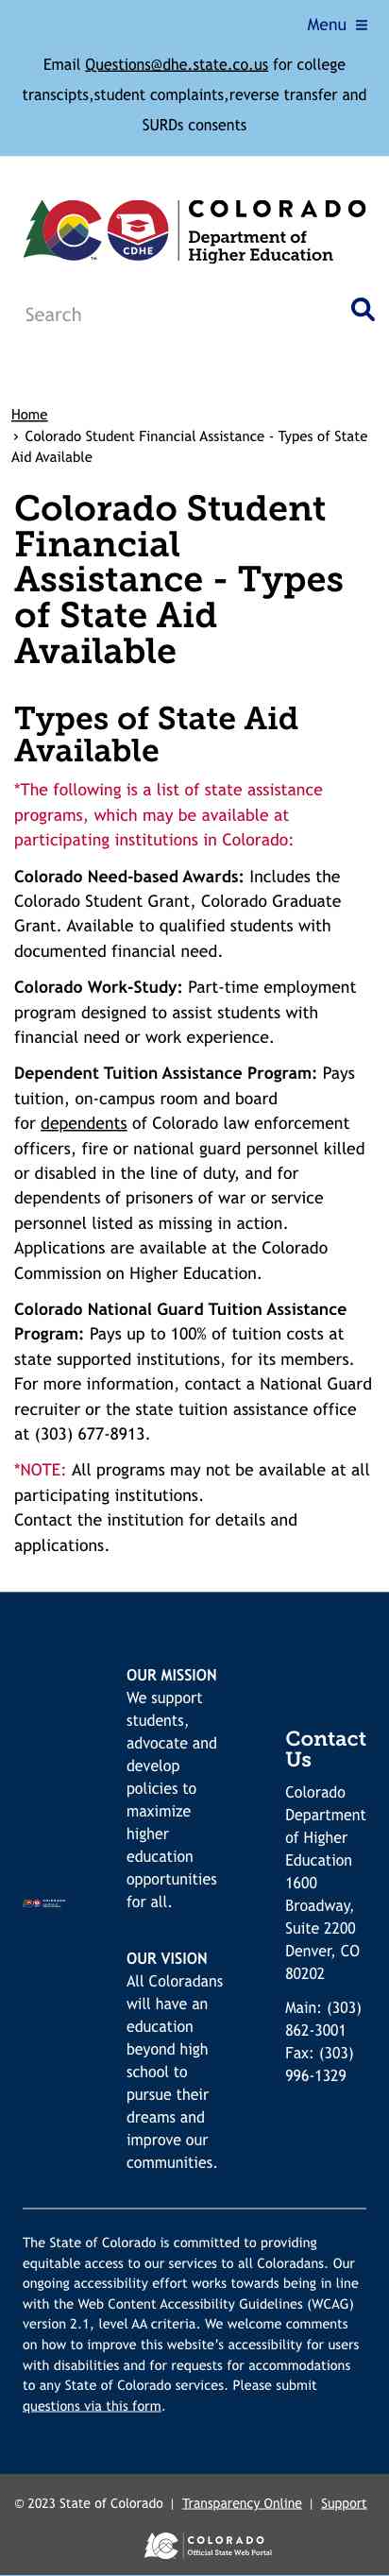 Menu ≡
Email Questions@dhe.state.co.us for college
transcipts,student complaints,reverse transfer and
SURDs consents
CDHE
TM
COLORADO
Department of
Higher Education
Search
Home
› Colorado Student Financial Assistance - Types of State
Aid Available
Colorado Student
Financial
Assistance - Types
of State Aid
Available
Types of State Aid
Available
*The following is a list of state assistance
programs, which may be available at
participating institutions in Colorado:
Colorado Need-based Awards: Includes the
Colorado Student Grant, Colorado Graduate
Grant. Available to qualified students with
documented financial need.
Colorado Work-Study: Part-time employment
program designed to assist students with
financial need or work experience.
Dependent Tuition Assistance Program: Pays
tuition, on-campus room and board
for dependents of Colorado law enforcement
officers, fire or national guard personnel killed
or disabled in the line of duty, and for
dependents of prisoners of war or service
personnel listed as missing in action.
Applications are available at the Colorado
Commission on Higher Education.
Colorado National Guard Tuition Assistance
Program: Pays up to 100% of tuition costs at
state supported institutions, for its members.
For more information, contact a National Guard
recruiter or the state tuition assistance office
at (303) 677-8913.
*NOTE: All programs may not be available at all
participating institutions.
Contact the institution for details and
applications.
OUR MISSION
We support
students,
advocate and
develop
policies to
maximize
higher
education
opportunities
for all.
OUR VISION
All Coloradans
will have an
education
beyond high
school to
pursue their
dreams and
improve our
communities.
Contact
Us
Colorado
Department
of Higher
Education
1600
Broadway,
Suite 2200
Denver, CO
80202
Main: (303)
862-3001
Fax: (303)
996-1329
The State of Colorado is committed to providing
equitable access to our services to all Coloradans. Our
ongoing accessibility effort works towards being in line
with the Web Content Accessibility Guidelines (WCAG)
version 2.1, level AA criteria. We welcome comments
on how to improve this website's accessibility for users
with disabilities and for requests for accommodations
to any State of Colorado services. Please submit
questions via this form.
© 2023 State of Colorado | Transparency Online | Support
COLORADO
Official State Web Portal